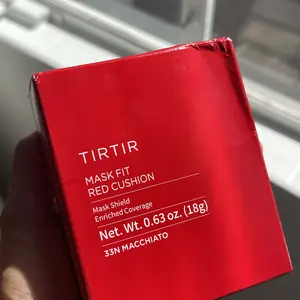 TIRTIR
MASK FIT
RED CUSHION
Mask Shield
Enriched Coverage
Net. Wt. 0.63 oz. (18g)
33N MACCHIATO